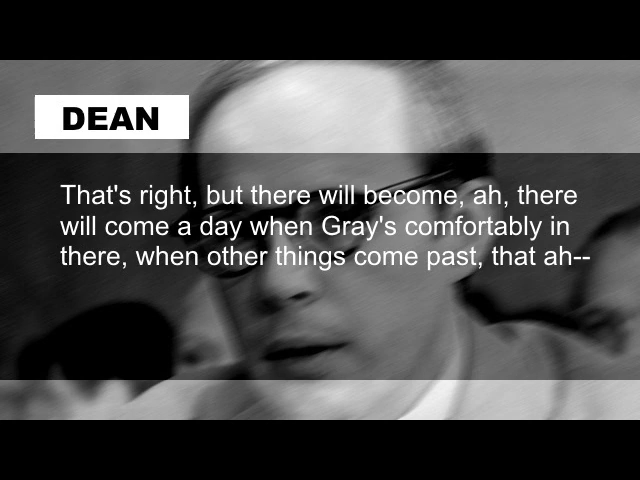 DEAN
That's right, but there will become, ah, there
will come a day when Gray's comfortably in
there, when other things come past, that ah--